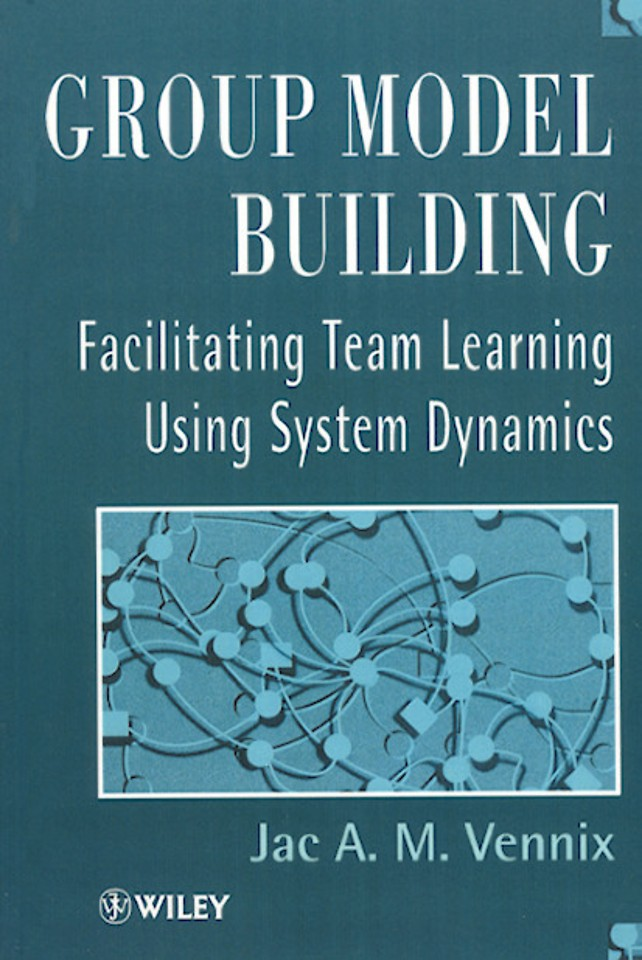 GROUP MODEL
BUILDING
Facilitating Team Learning
Using System Dynamics
Jac A. M. Vennix
WILEY